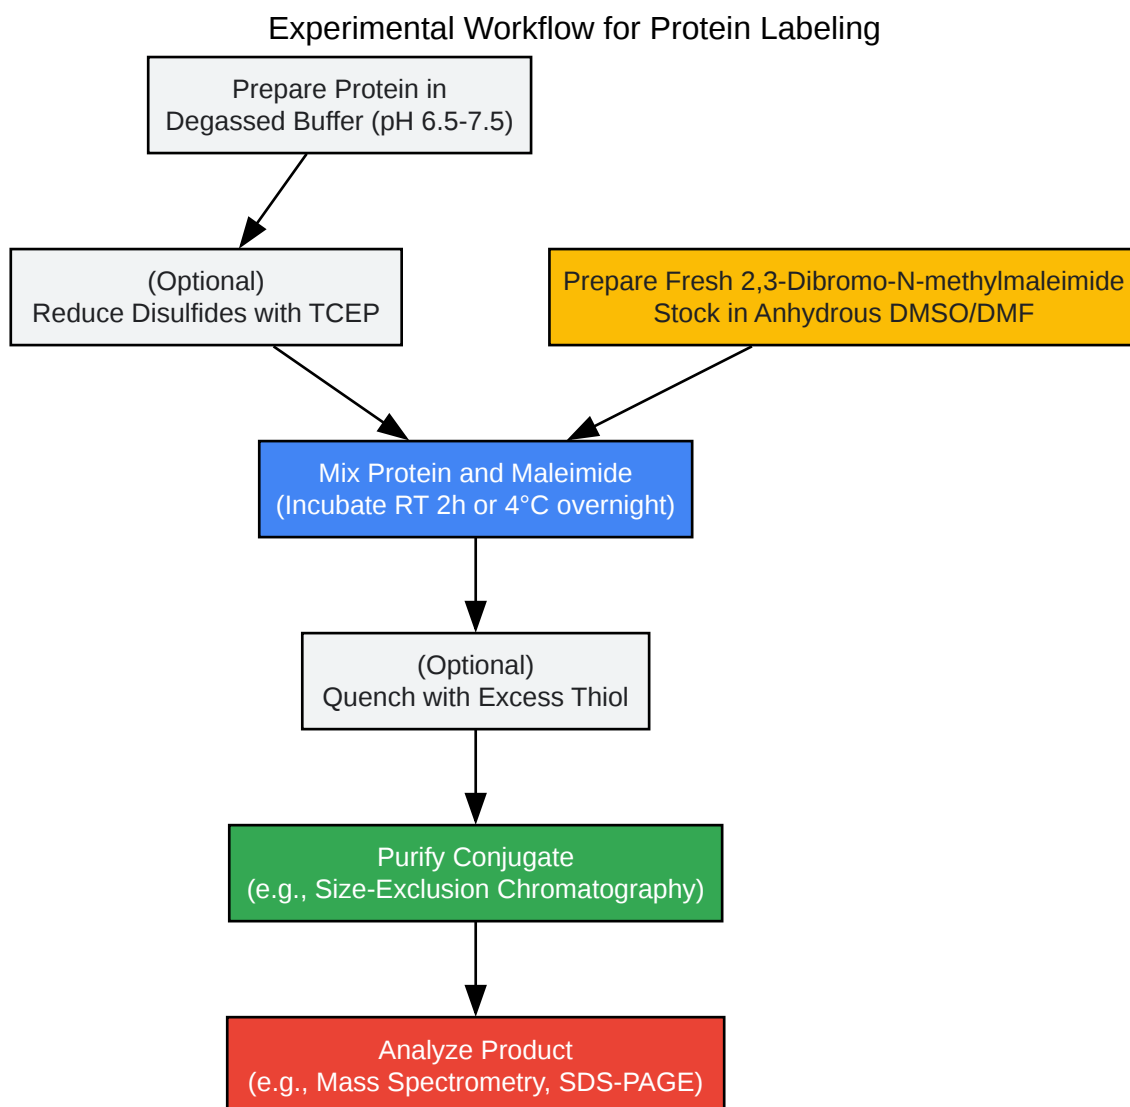 Experimental Workflow for Protein Labeling
Prepare Protein in
Degassed Buffer (pH 6.5-7.5)
(Optional)
Reduce Disulfides with TCEP
Prepare Fresh 2,3-Dibromo-N-methylmaleimide
Stock in Anhydrous DMSO/DMF
Mix Protein and Maleimide
(Incubate RT 2h or 4°C overnight)
(Optional)
Quench with Excess Thiol
Purify Conjugate
(e.g., Size-Exclusion Chromatography)
Analyze Product
(e.g., Mass Spectrometry, SDS-PAGE)